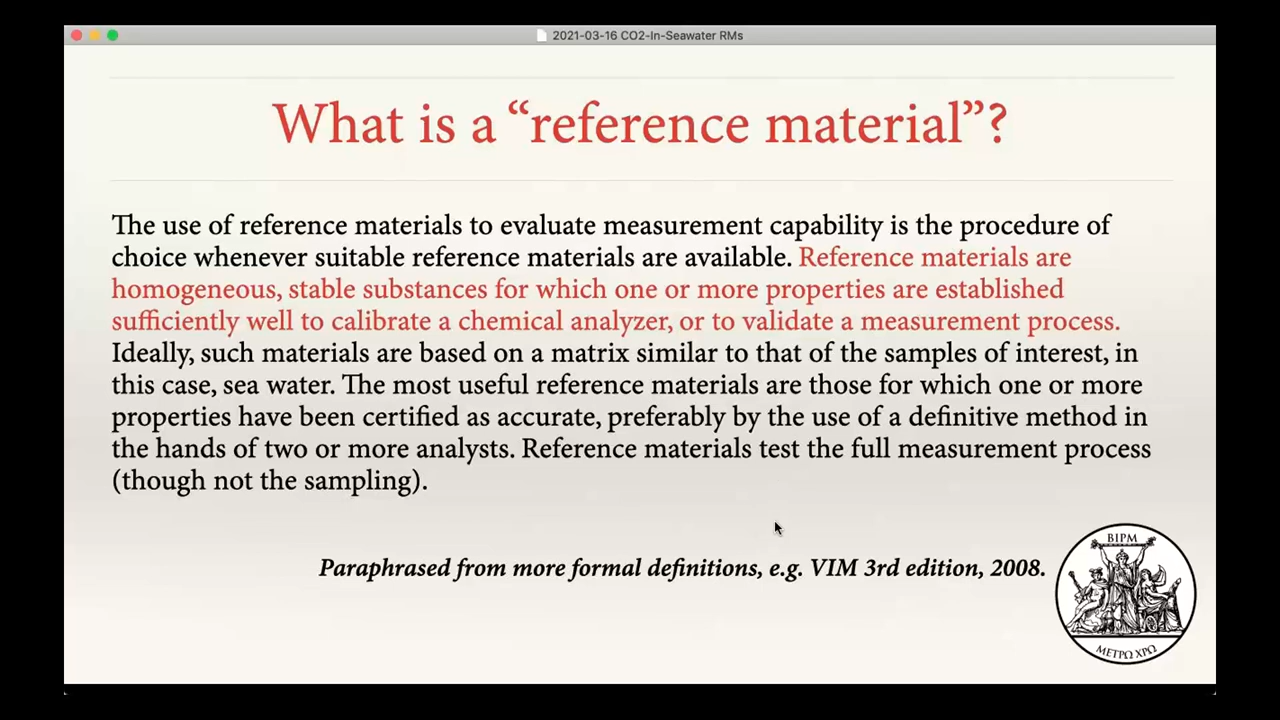 2021-03-16 CO2-In-Seawater RMs
What is a “reference material”?
The use of reference materials to evaluate measurement capability is the procedure of
choice whenever suitable reference materials are available. Reference materials are
homogeneous, stable substances for which one or more properties are established
sufficiently well to calibrate a chemical analyzer, or to validate a measurement process.
Ideally, such materials are based on a matrix similar to that of the samples of interest, in
this case, sea water. The most useful reference materials are those for which one or more
properties have been certified as accurate, preferably by the use of a definitive method in
the hands of two or more analysts. Reference materials test the full measurement process
(though not the sampling).
Paraphrased from more formal definitions, e.g. VIM 3rd edition, 2008.
BIPM
ΜΕΤΡΩ ΧΡΩ